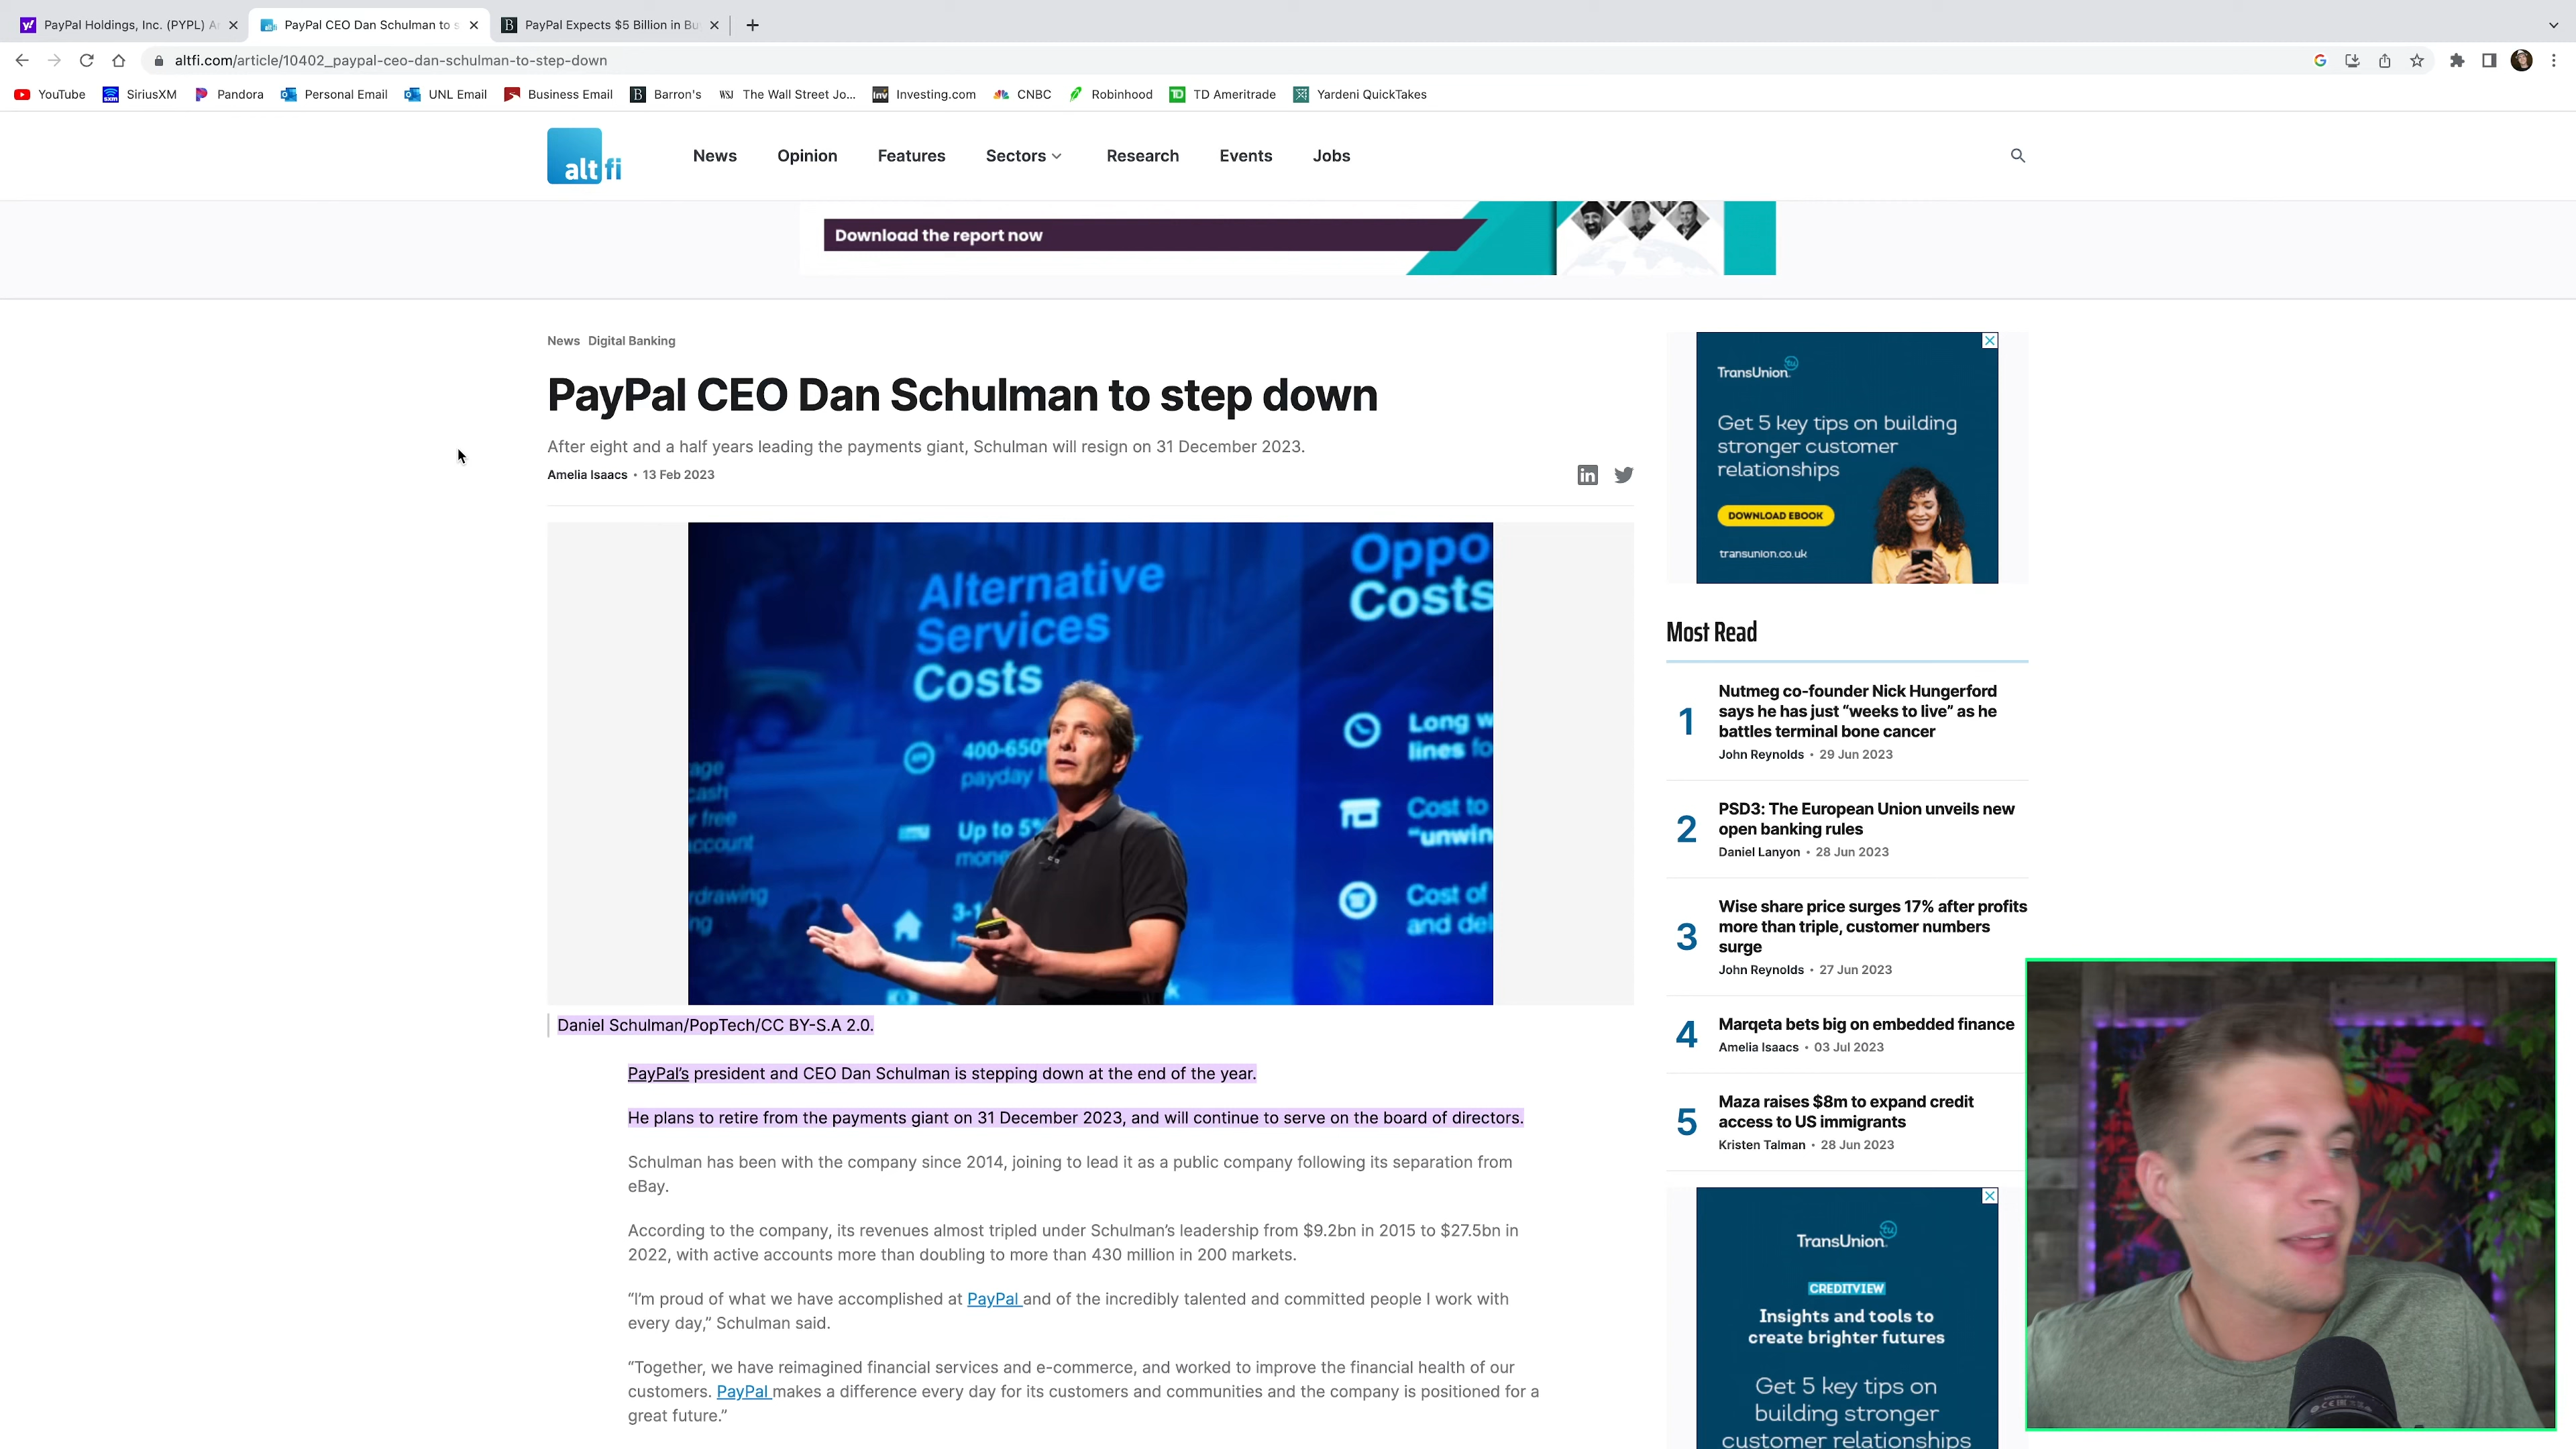 PayPal Holdings, Inc. (PYPL) A
PayPal CEO Dan Schulman to s
PayPal Expects $5 Billion in Bu
altfi.com/article/10402_paypal-ceo-dan-schulman-to-step-down
YouTube
SiriusXM
Pandora
Personal Email
UNL Email
Business Email
Barron's
The Wall Street Jo...
Investing.com
CNBC
Robinhood
TD Ameritrade
Yardeni QuickTakes
alt fi
News
Opinion
Features
Sectors
Research
Events
Jobs
Download the report now
News Digital Banking
PayPal CEO Dan Schulman to step down
After eight and a half years leading the payments giant, Schulman will resign on 31 December 2023.
Amelia Isaacs • 13 Feb 2023
Alternative
Services
Costs
400-650
payday
Up to 5
mone
3-1
age
cash
free
account
drawing
ng
Oppo
Costs
Long w
lines fo
Cost to
“unwin
Cost of
and del
Daniel Schulman/PopTech/CC BY-S.A 2.0.
PayPal’s president and CEO Dan Schulman is stepping down at the end of the year.
He plans to retire from the payments giant on 31 December 2023, and will continue to serve on the board of directors.
Schulman has been with the company since 2014, joining to lead it as a public company following its separation from
eBay.
According to the company, its revenues almost tripled under Schulman’s leadership from $9.2bn in 2015 to $27.5bn in
2022, with active accounts more than doubling to more than 430 million in 200 markets.
“I’m proud of what we have accomplished at PayPal and of the incredibly talented and committed people I work with
every day,” Schulman said.
“Together, we have reimagined financial services and e-commerce, and worked to improve the financial health of our
customers. PayPal makes a difference every day for its customers and communities and the company is positioned for a
great future.”
TransUnion
tu
Get 5 key tips on building
stronger customer
relationships
DOWNLOAD EBOOK
transunion.co.uk
Most Read
1
Nutmeg co-founder Nick Hungerford
says he has just “weeks to live” as he
battles terminal bone cancer
John Reynolds • 29 Jun 2023
2
PSD3: The European Union unveils new
open banking rules
Daniel Lanyon • 28 Jun 2023
3
Wise share price surges 17% after profits
more than triple, customer numbers
surge
John Reynolds • 27 Jun 2023
4
Marqeta bets big on embedded finance
Amelia Isaacs • 03 Jul 2023
5
Maza raises $8m to expand credit
access to US immigrants
Kristen Talman • 28 Jun 2023
TransUnion
tu
CREDITVIEW
Insights and tools to
create brighter futures
Get 5 key tips on
building stronger
customer relationships